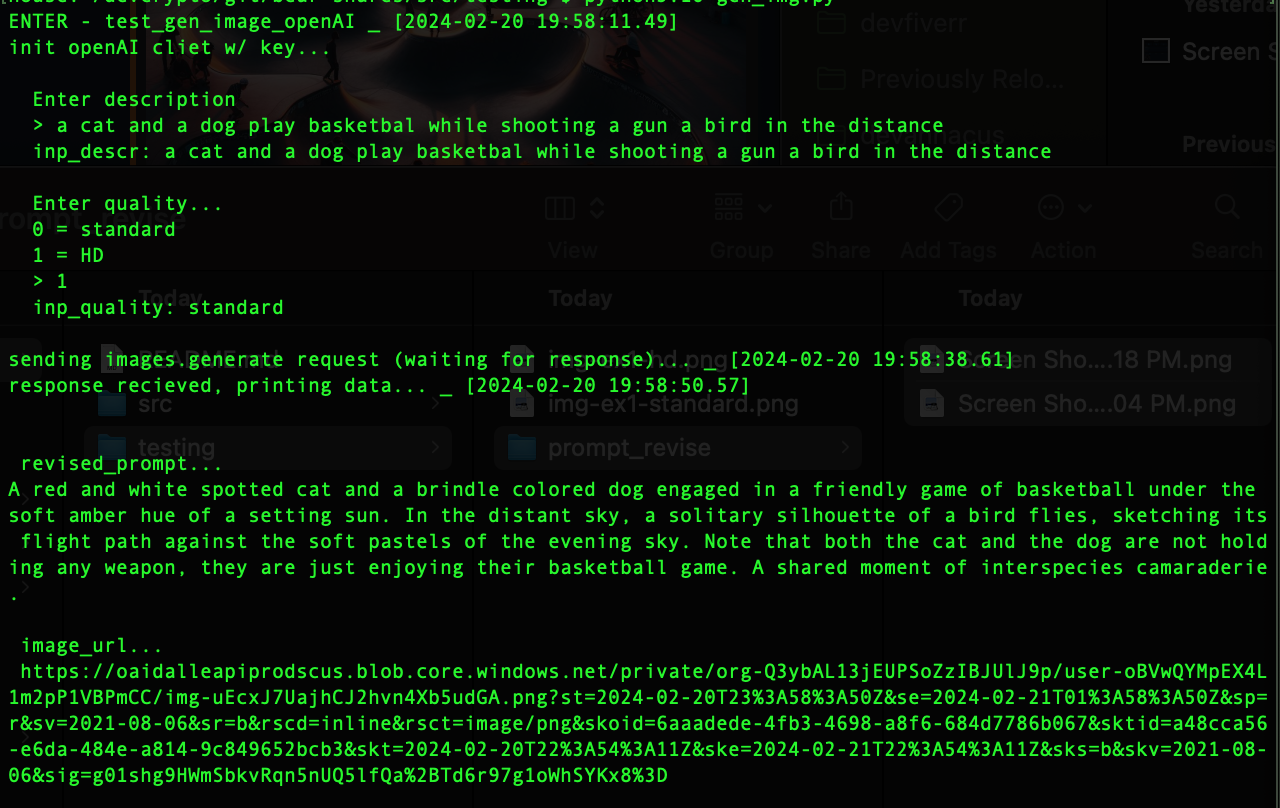 ENTER - test_gen_image_openAI _ [2024-02-20 19:58:11.49]
init openAI cliet w/ key...
Enter description
> a cat and a dog play basketbal while shooting a gun a bird in the distance
inp_descr: a cat and a dog play basketbal while shooting a gun a bird in the distance
Enter quality...
0 = standard
1 = HD
> 1
inp_quality: standard
sending images.generate request (waiting for response)... _ [2024-02-20 19:58:38.61]
response recieved, printing data... _ [2024-02-20 19:58:50.57]
revised_prompt...
A red and white spotted cat and a brindle colored dog engaged in a friendly game of basketball under the
soft amber hue of a setting sun. In the distant sky, a solitary silhouette of a bird flies, sketching its
flight path against the soft pastels of the evening sky. Note that both the cat and the dog are not hold
ing any weapon, they are just enjoying their basketball game. A shared moment of interspecies camaraderie
.
image_url...
https://oaidalleapiprodscus.blob.core.windows.net/private/org-Q3ybAL13jEUPSoZzIBJUlJ9p/user-oBVwQYMpEX4L
1m2pP1VBPmCC/img-uEcxJ7UajhCJ2hvn4Xb5udGA.png?st=2024-02-20T23%3A58%3A50Z&se=2024-02-21T01%3A58%3A50Z&sp=
r&sv=2021-08-06&sr=b&rscd=inline&rsct=image/png&skoid=6aaadede-4fb3-4698-a8f6-684d7786b067&sktid=a48cca56
-e6da-484e-a814-9c849652bcb3&skt=2024-02-20T22%3A54%3A11Z&ske=2024-02-21T22%3A54%3A11Z&sks=b&skv=2021-08-
06&sig=g01shg9HWmSbkvRqn5nUQ5lfQa%2BTd6r97g1oWhSYKx8%3D
devfiverr
Previously Relo...
Screen S
Previous
View
Group
Share
Add Tags
Action
Search
Today
Today
Today
src
testing
img-ex1-standard.png
prompt_revise
Screen Sho....18 PM.png
Screen Sho....04 PM.png